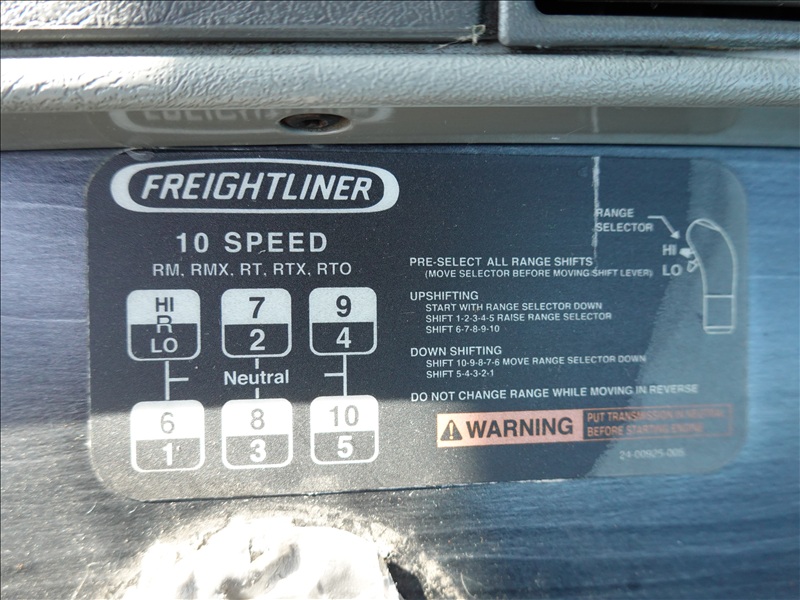 FREIGHTLINER
10 SPEED
RM, RMX, RT, RTX, RTO
HI
R
LO
7
2
9
4
Neutral
6
1
8
3
10
5
RANGE
SELECTOR
HI
LO
PRE-SELECT ALL RANGE SHIFTS
(MOVE SELECTOR BEFORE MOVING SHIFT LEVER)
UPSHIFTING
START WITH RANGE SELECTOR DOWN
SHIFT 1-2-3-4-5 RAISE RANGE SELECTOR
SHIFT 6-7-8-9-10
DOWN SHIFTING
SHIFT 10-9-8-7-6 MOVE RANGE SELECTOR DOWN
SHIFT 5-4-3-2-1
DO NOT CHANGE RANGE WHILE MOVING IN REVERSE
WARNING
PUT TRANSMISSION IN NEUTRAL
BEFORE STARTING ENGINE
24-00925-005